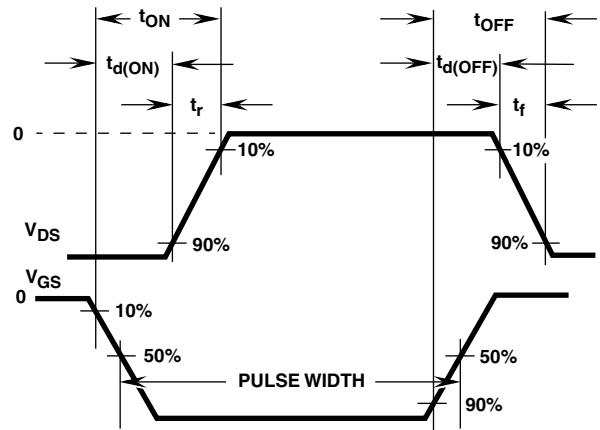 tON tOFF
td(ON) td(OFF)
tr tf
0
10% 10%
VDS 90% 90%
VGS
0
10%
50% 50%
PULSE WIDTH
90%